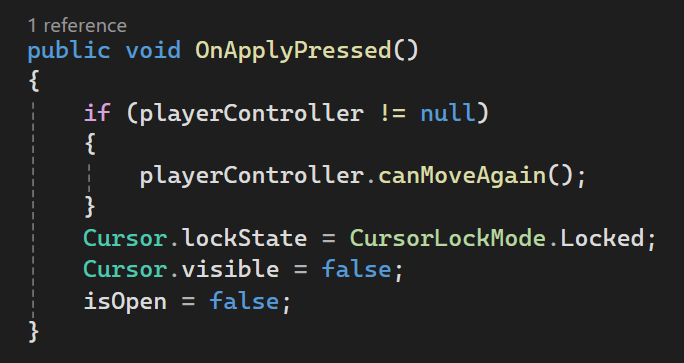 1 reference
public void OnApplyPressed()
{
    if (playerController != null)
    {
        playerController.canMoveAgain();
    }
    Cursor.lockState = CursorLockMode.Locked;
    Cursor.visible = false;
    isOpen = false;
}